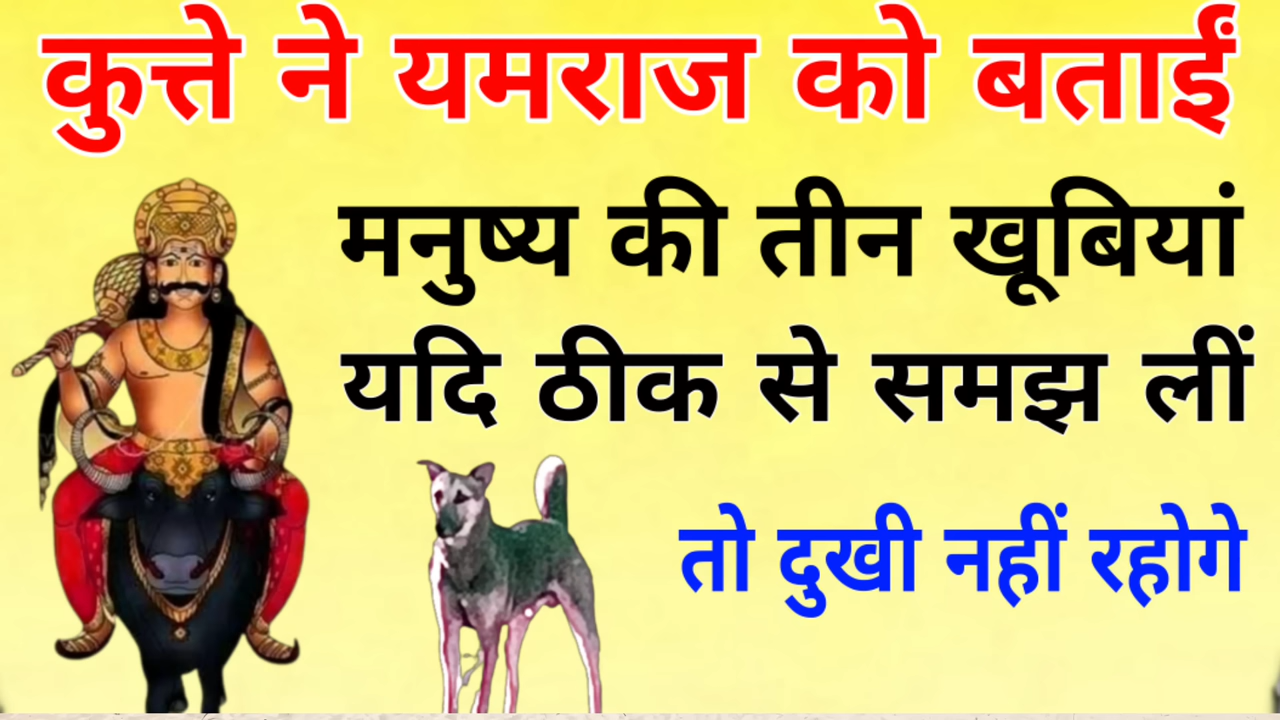 कुत्ते ने यमराज को बताईं
मनुष्य की तीन खूबियां
यदि ठीक से समझ लीं
तो दुखी नहीं रहोगे